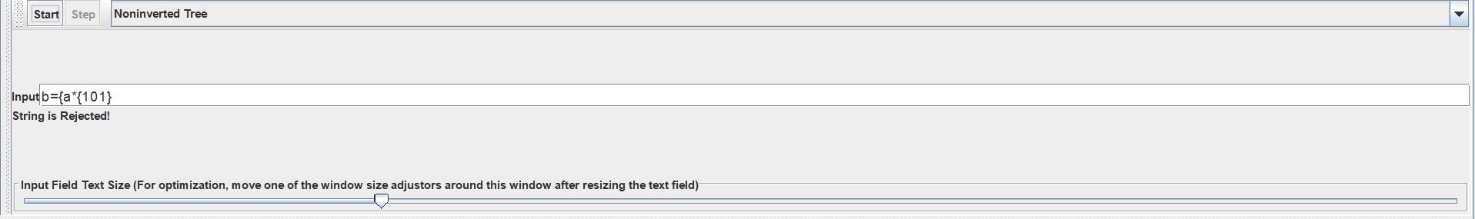 Start Step Noninverted Tree
Input b={a*{101}
String is Rejected!
Input Field Text Size (For optimization, move one of the window size adjustors around this window after resizing the text field)